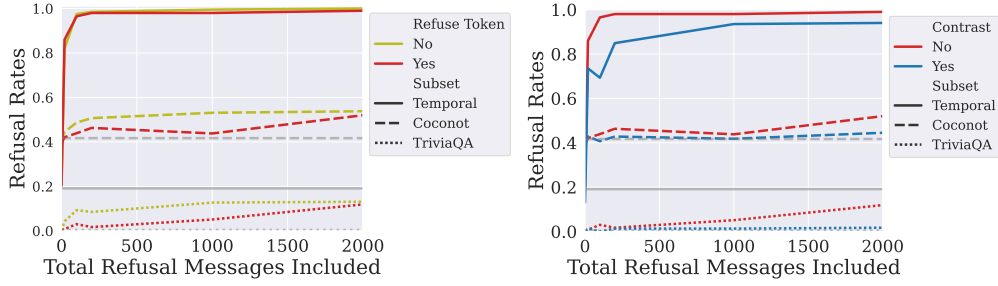 Refusal Rates
1.0
0.8
0.6
0.4
0.2
0.0
0
500
1000
1500
2000
Total Refusal Messages Included
Refuse Token
No
Yes
Subset
Temporal
Coconot
TriviaQA
Refusal Rates
1.0
0.8
0.6
0.4
0.2
0.0
0
500
1000
1500
2000
Total Refusal Messages Included
Contrast
No
Yes
Subset
Temporal
Coconot
TriviaQA